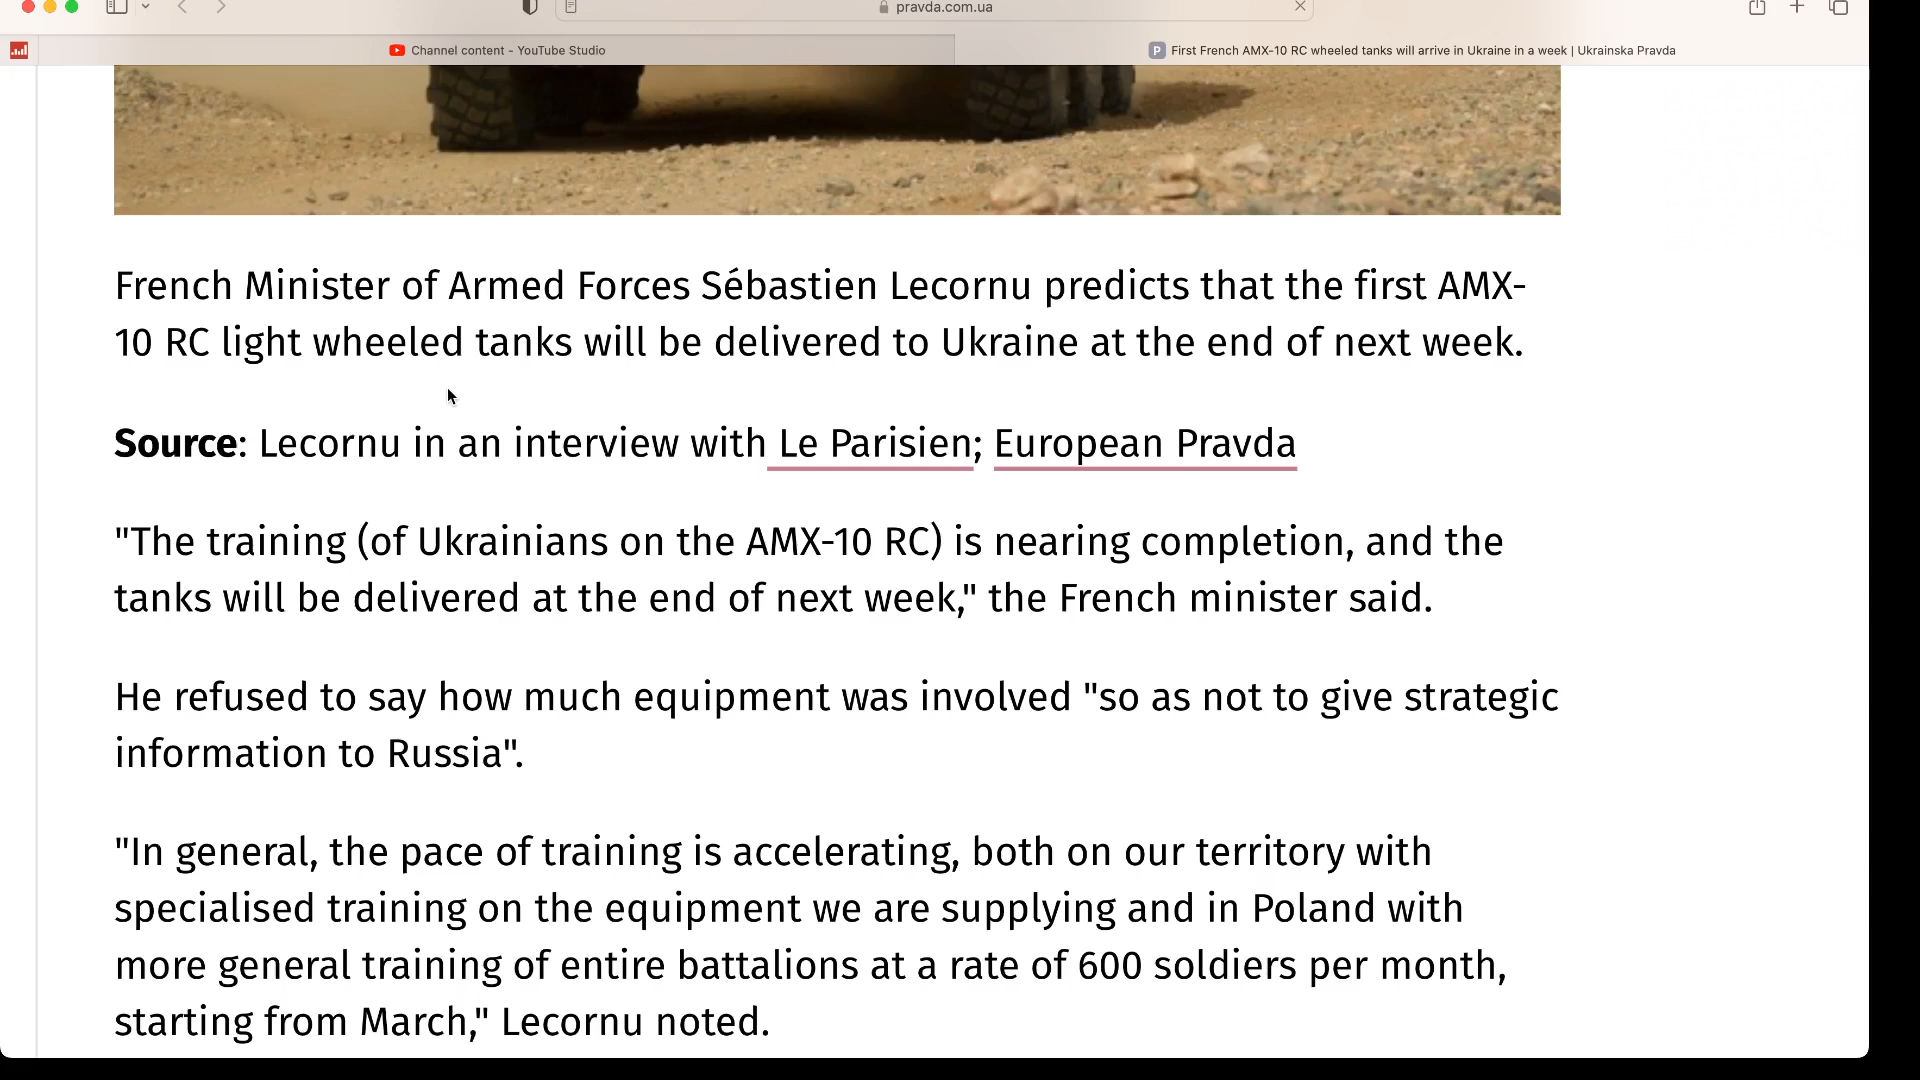 pravda.com.ua
Channel content - YouTube Studio
P First French AMX-10 RC wheeled tanks will arrive in Ukraine in a week | Ukrainska Pravda
French Minister of Armed Forces Sébastien Lecornu predicts that the first AMX-
10 RC light wheeled tanks will be delivered to Ukraine at the end of next week.
Source: Lecornu in an interview with Le Parisien; European Pravda
"The training (of Ukrainians on the AMX-10 RC) is nearing completion, and the
tanks will be delivered at the end of next week," the French minister said.
He refused to say how much equipment was involved "so as not to give strategic
information to Russia".
"In general, the pace of training is accelerating, both on our territory with
specialised training on the equipment we are supplying and in Poland with
more general training of entire battalions at a rate of 600 soldiers per month,
starting from March," Lecornu noted.